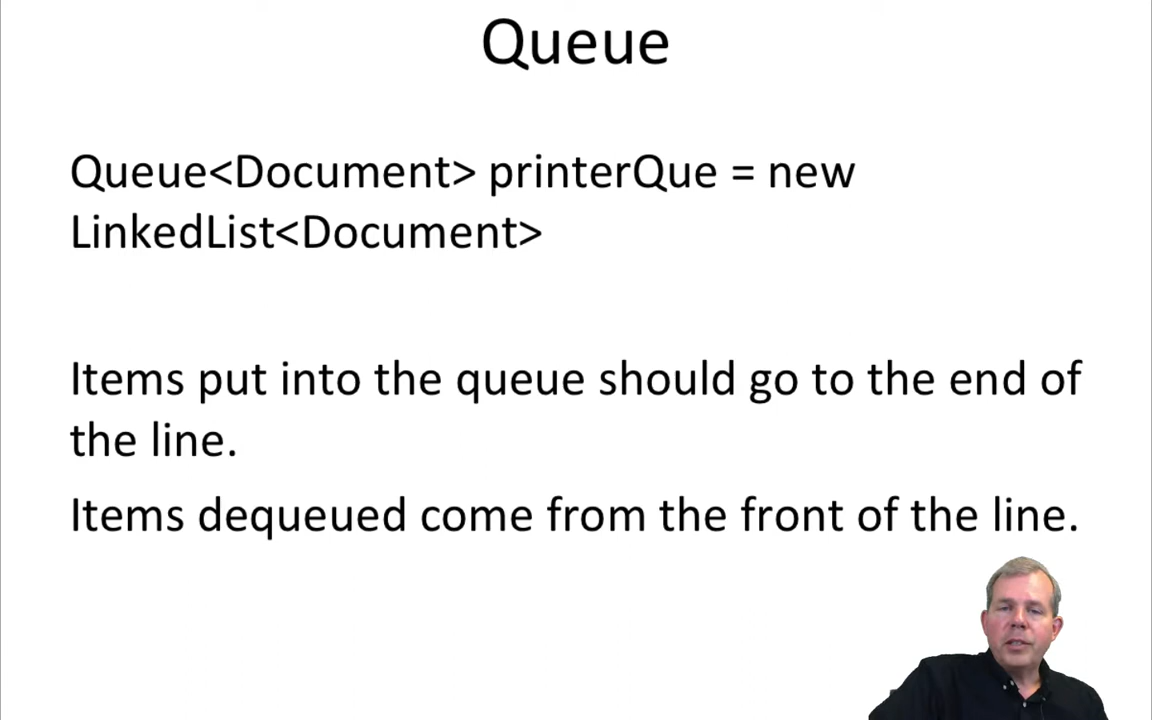 Queue
Queue<Document> printerQue = new
LinkedList<Document>
Items put into the queue should go to the end of
the line.
Items dequeued come from the front of the line.